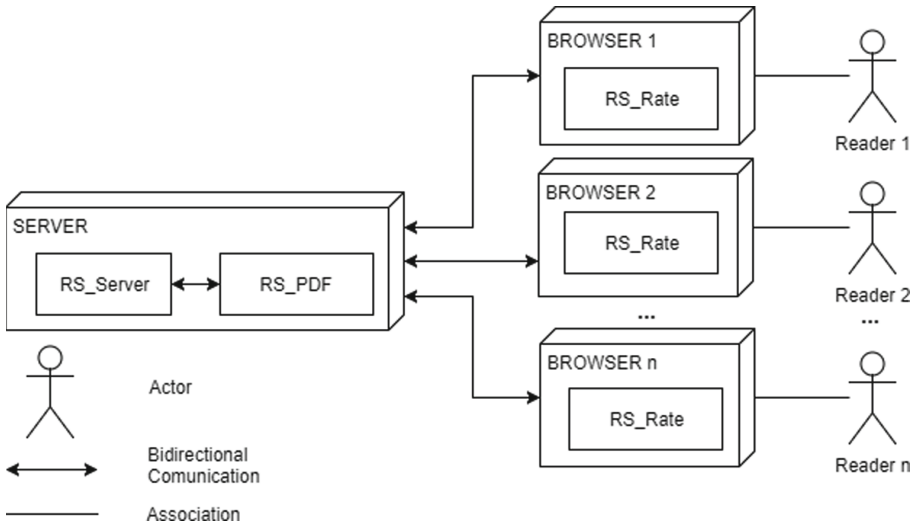 BROWSER 1
RS_Rate
Reader 1
BROWSER 2
RS_Rate
Reader 2
SERVER
RS_Server
RS_PDF
...
...
BROWSER n
RS_Rate
Reader n
Actor
Bidirectional
Comunication
Association